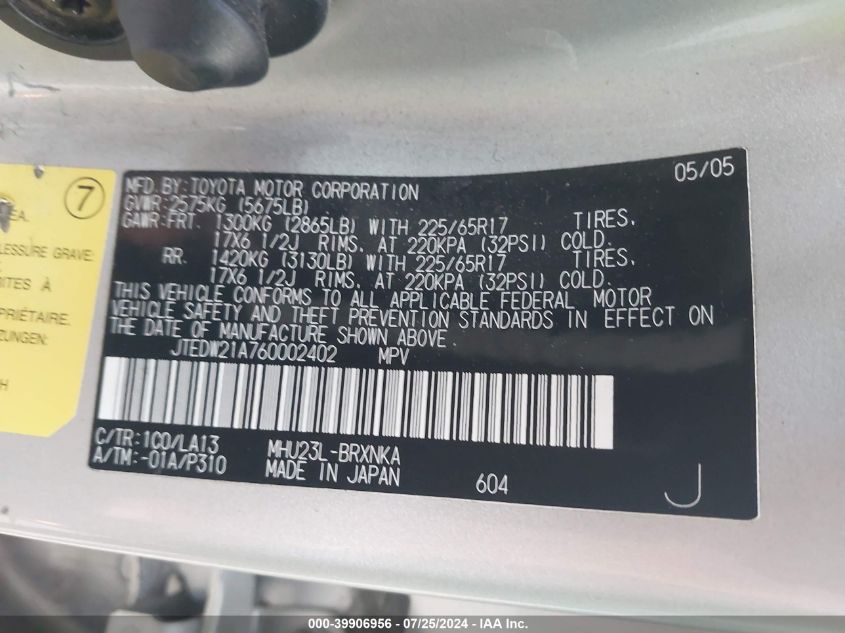 7
05/05
MFD. BY: TOYOTA MOTOR CORPORATION
GVWR: 2575KG (5675LB)
GAWR: FRT. 1300KG (2865LB) WITH 225/65R17 TIRES,
17X6 1/2J RIMS, AT 220KPA (32PSI) COLD.
RR. 1420KG (3130LB) WITH 225/65R17 TIRES,
17X6 1/2J RIMS, AT 220KPA (32PSI) COLD.
THIS VEHICLE CONFORMS TO ALL APPLICABLE FEDERAL MOTOR
VEHICLE SAFETY AND THEFT PREVENTION STANDARDS IN EFFECT ON
THE DATE OF MANUFACTURE SHOWN ABOVE.
JTEDW21A760002402 MPV
C/TR: 1C0/LA13 MHU23L-BRXNKA
A/TM: -01A/P310 MADE IN JAPAN 604
J
GRAVE
À
000-39906956 - 07/25/2024 - IAA Inc.